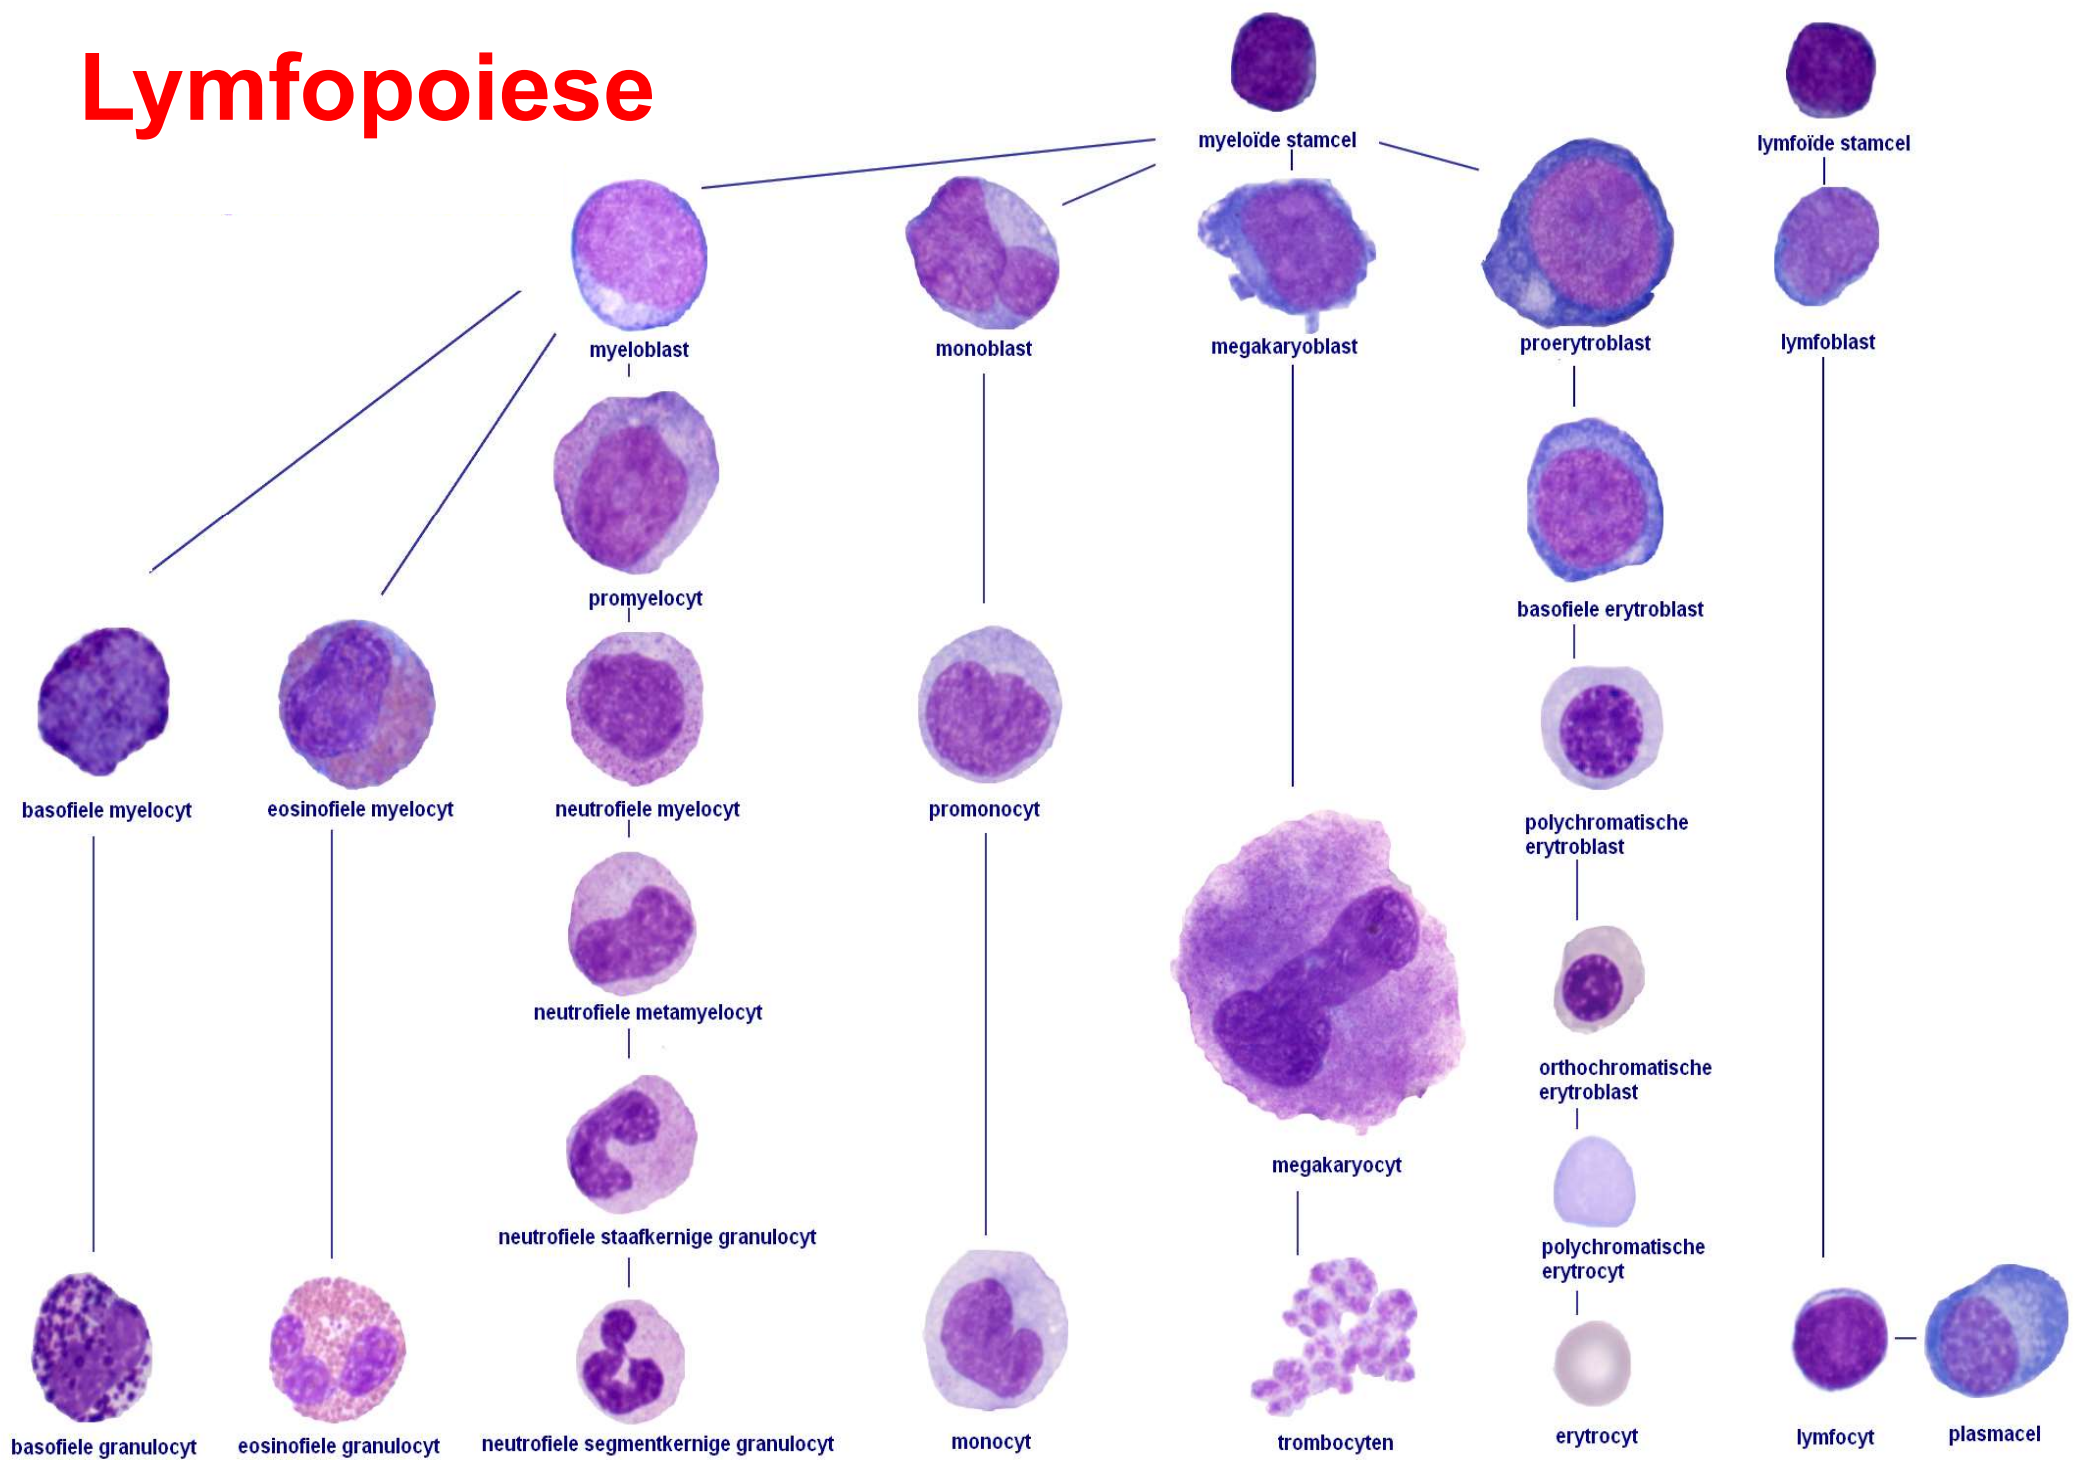 Lymfopoiese
myeloïde stamcel
lymfoïde stamcel
myeloblast
monoblast
megakaryoblast
proerytroblast
lymfoblast
promyelocyt
basofiele erytroblast
basofiele myelocyt
eosinofiele myelocyt
neutrofiele myelocyt
promonocyt
polychromatische
erytroblast
neutrofiele metamyelocyt
orthochromatische
erytroblast
megakaryocyt
neutrofiele staafkernige granulocyt
polychromatische
erytrocyt
basofiele granulocyt
eosinofiele granulocyt
neutrofiele segmentkernige granulocyt
monocyt
trombocyten
erytrocyt
lymfocyt
plasmacel